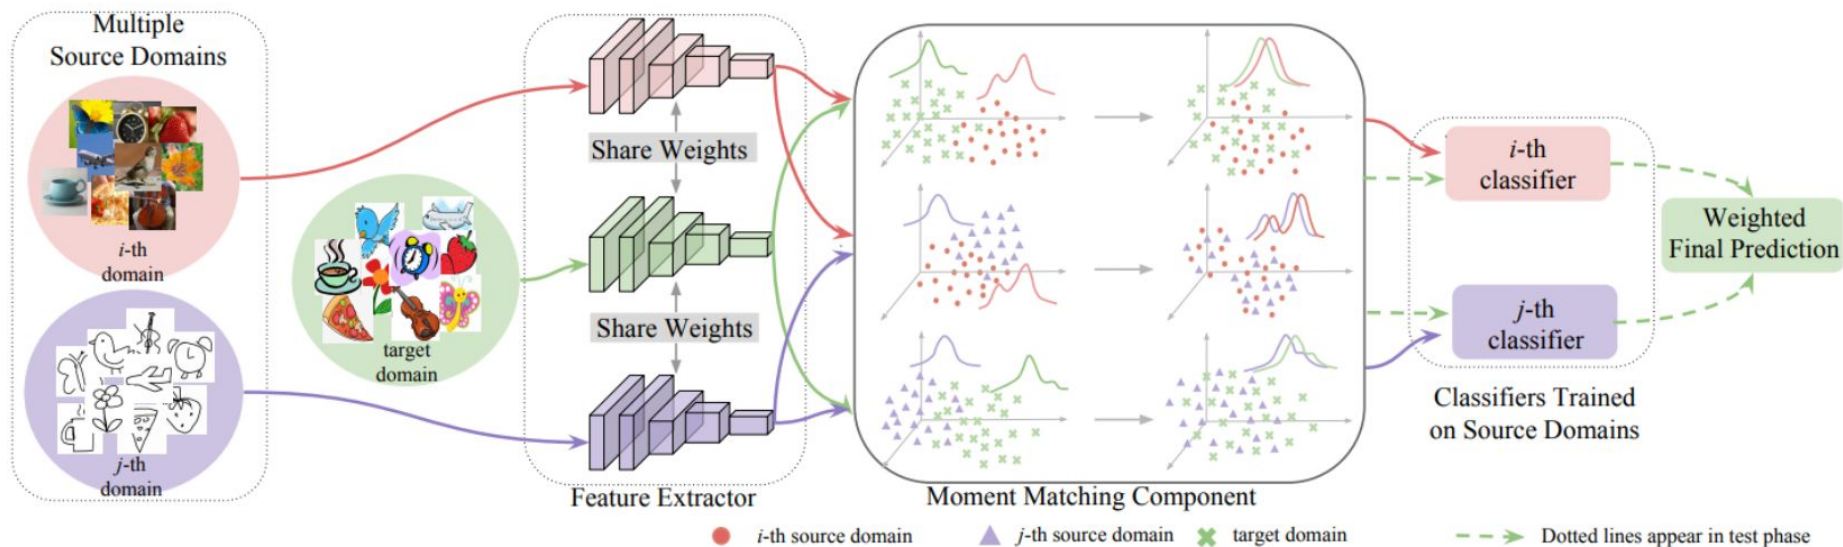 Multiple
Source Domains
i-th
domain
j-th
domain
target
domain
Share Weights
Share Weights
Feature Extractor
Moment Matching Component
i-th
classifier
j-th
classifier
Classifiers Trained
on Source Domains
Weighted
Final Prediction
i-th source domain
j-th source domain
target domain
Dotted lines appear in test phase